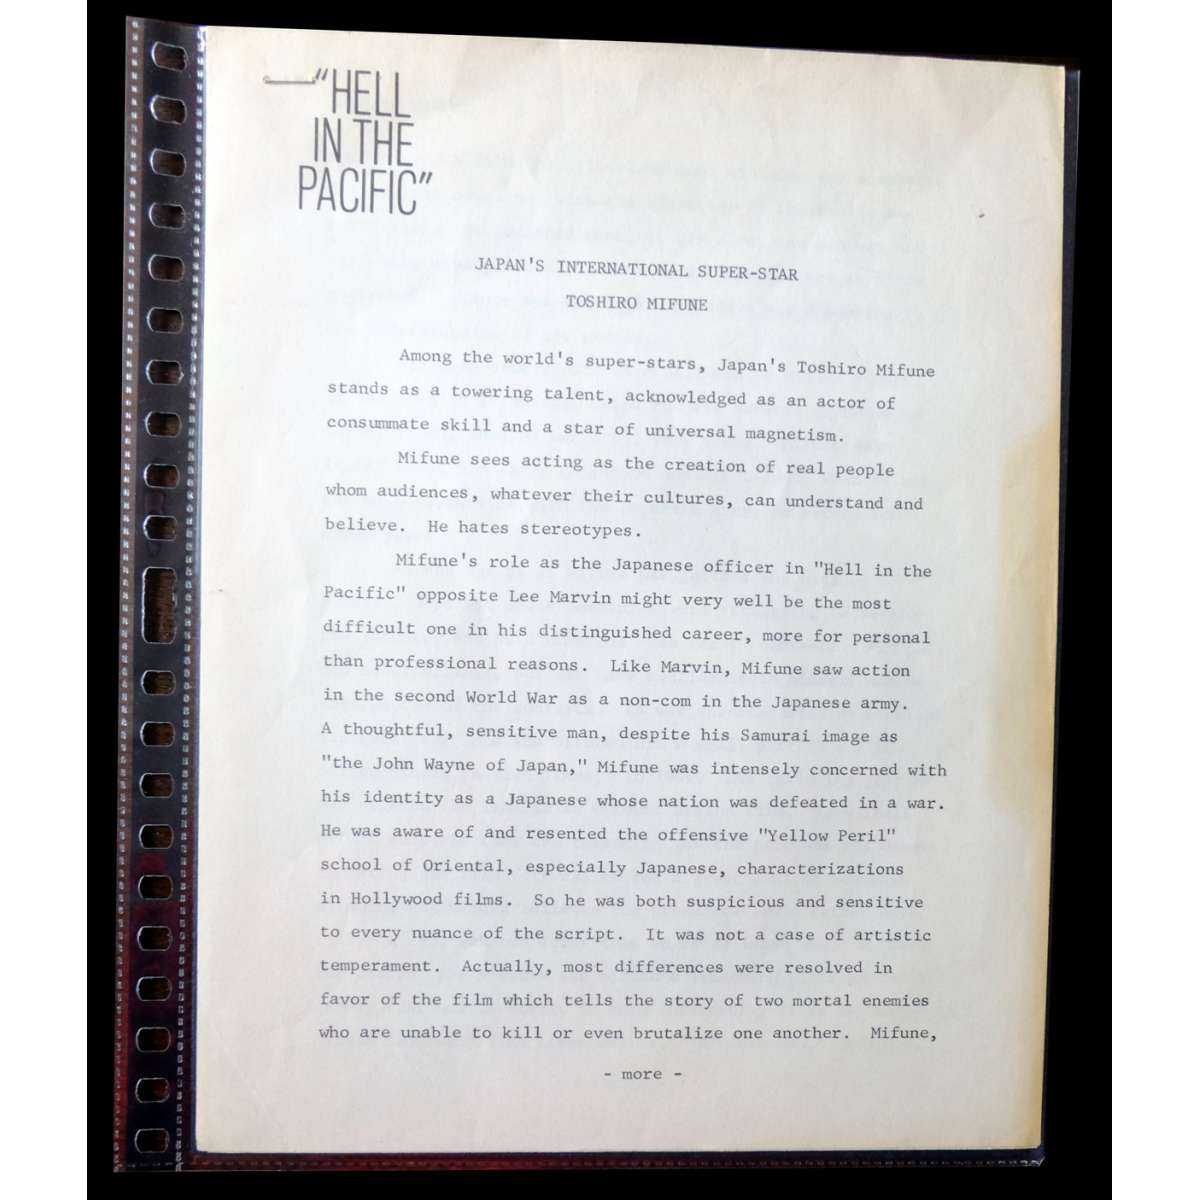 "HELL
IN THE
PACIFIC"
JAPAN'S INTERNATIONAL SUPER-STAR
TOSHIRO MIFUNE
Among the world's super-stars, Japan's Toshiro Mifune
stands as a towering talent, acknowledged as an actor of
consummate skill and a star of universal magnetism.
Mifune sees acting as the creation of real people
whom audiences, whatever their cultures, can understand and
believe. He hates stereotypes.
Mifune's role as the Japanese officer in "Hell in the
Pacific" opposite Lee Marvin might very well be the most
difficult one in his distinguished career, more for personal
than professional reasons. Like Marvin, Mifune saw action
in the second World War as a non-com in the Japanese army.
A thoughtful, sensitive man, despite his Samurai image as
"the John Wayne of Japan," Mifune was intensely concerned with
his identity as a Japanese whose nation was defeated in a war.
He was aware of and resented the offensive "Yellow Peril"
school of Oriental, especially Japanese, characterizations
in Hollywood films. So he was both suspicious and sensitive
to every nuance of the script. It was not a case of artistic
temperament. Actually, most differences were resolved in
favor of the film which tells the story of two mortal enemies
who are unable to kill or even brutalize one another. Mifune,
- more -